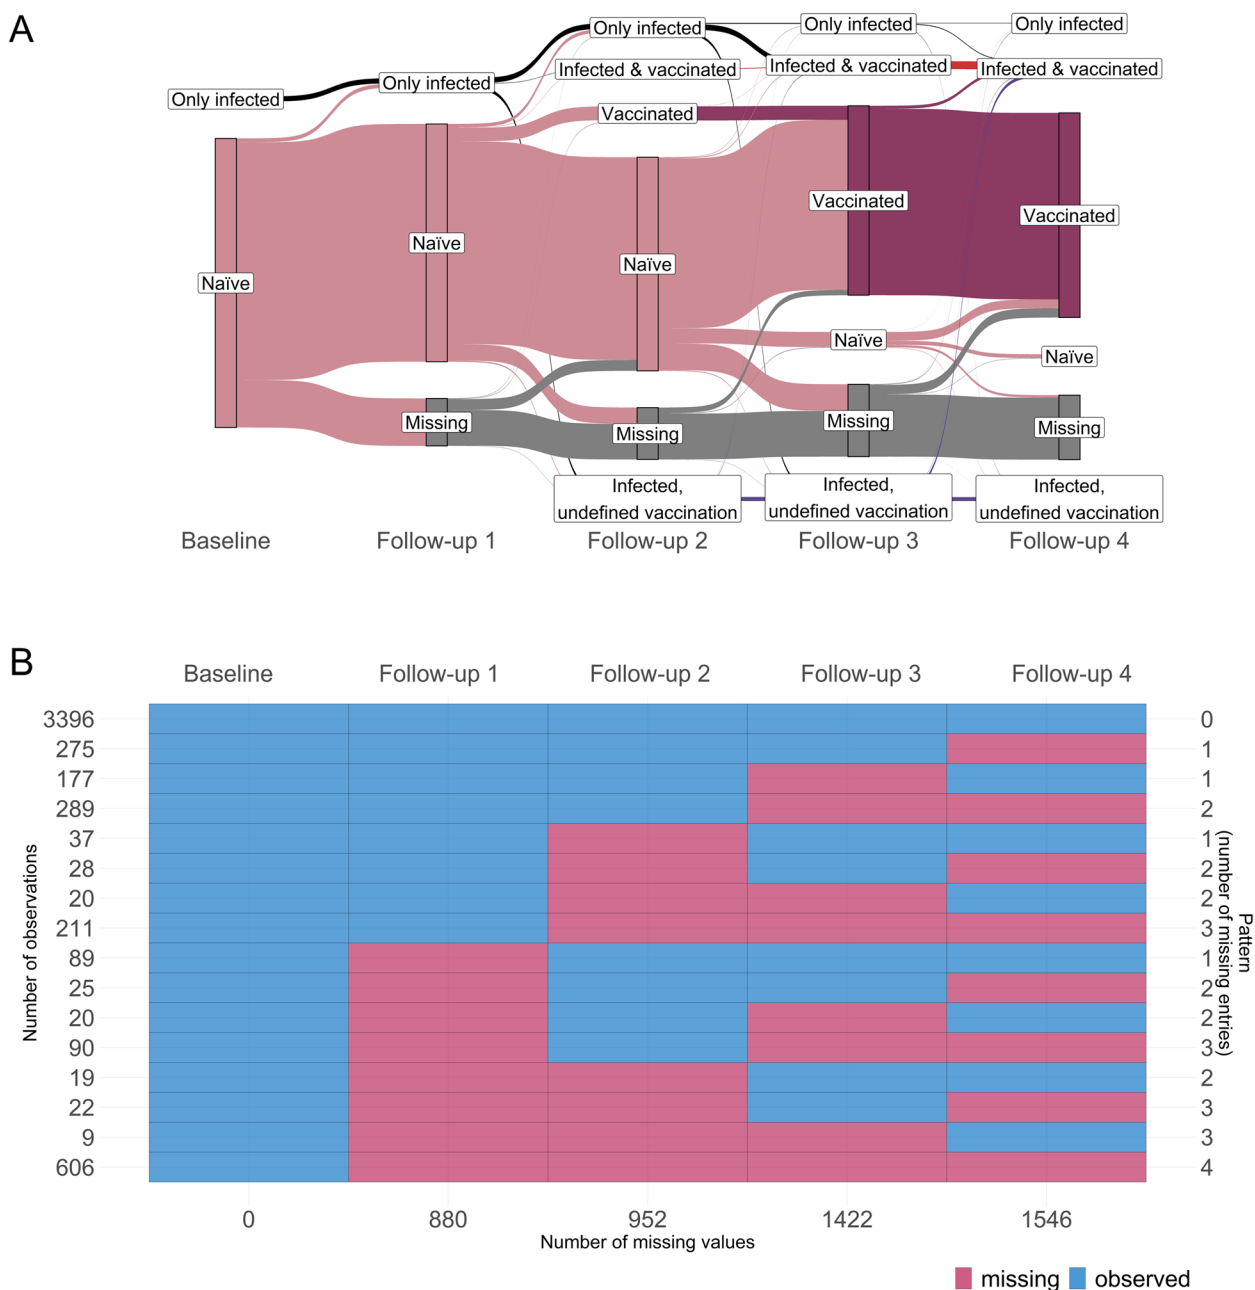 A
Only infected
Only infected
Only infected
Only infected
Only infected
Infected & vaccinated
Infected & vaccinated
Infected & vaccinated
Vaccinated
Vaccinated
Vaccinated
Naïve
Naïve
Naïve
Naïve
Naïve
Missing
Missing
Missing
Missing
Infected,
undefined vaccination
Infected,
undefined vaccination
Infected,
undefined vaccination
Baseline
Follow-up 1
Follow-up 2
Follow-up 3
Follow-up 4
B
Baseline
Follow-up 1
Follow-up 2
Follow-up 3
Follow-up 4
Number of observations
3396
275
177
289
37
28
20
211
89
25
20
90
19
22
9
606
0
1
1
2
1
2
2
3
1
2
2
3
2
3
3
4
Pattern
(number of missing entries)
0
880
952
1422
1546
Number of missing values
missing
observed